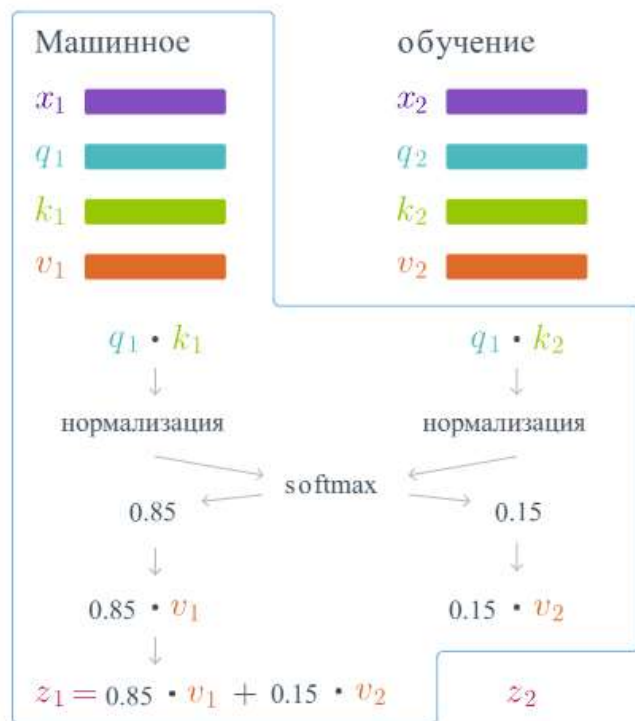 Машинное обучение
x₁ x₂
q₁ q₂
k₁ k₂
v₁ v₂
q₁ · k₁ q₁ · k₂
нормализация нормализация
softmax
0.85 0.15
0.85 · v₁ 0.15 · v₂
z₁ = 0.85 · v₁ + 0.15 · v₂ z₂